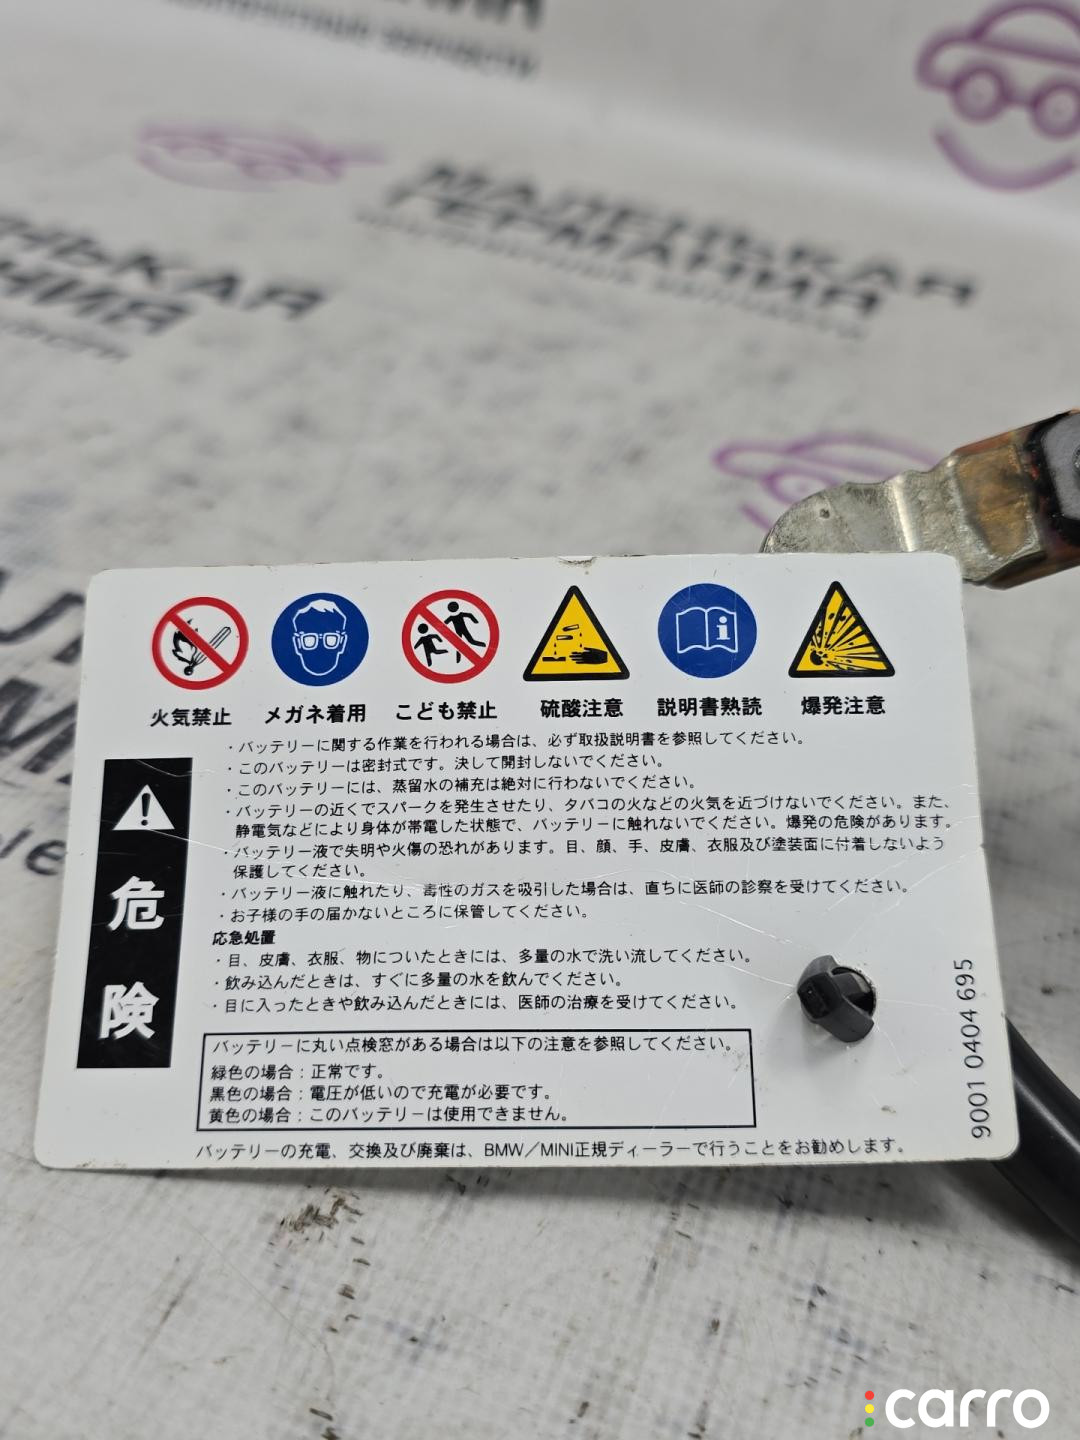 МАЛЕНЬКАЯ
ГЕРМАНИЯ
火気禁止
メガネ着用
こども禁止
硫酸注意
説明書熟読
爆発注意
危
険
・バッテリーに関する作業を行われる場合は、必ず取扱説明書を参照してください。
・このバッテリーは密封式です。決して開封しないでください。
・このバッテリーには、蒸留水の補充は絶対に行わないでください。
・バッテリーの近くでスパークを発生させたり、タバコの火などの火気を近づけないでください。また、
静電気などにより身体が帯電した状態で、バッテリーに触れないでください。爆発の危険があります。
・バッテリー液で失明や火傷の恐れがあります。目、顔、手、皮膚、衣服及び塗装面に付着しないよう
保護してください。
・バッテリー液に触れたり、毒性のガスを吸引した場合は、直ちに医師の診察を受けてください。
・お子様の手の届かないところに保管してください。
応急処置
・目、皮膚、衣服、物についたときには、多量の水で洗い流してください。
・飲み込んだときは、すぐに多量の水を飲んでください。
・目に入ったときや飲み込んだときには、医師の治療を受けてください。
バッテリーに丸い点検窓がある場合は以下の注意を参照してください。
緑色の場合：正常です。
黒色の場合：電圧が低いので充電が必要です。
黄色の場合：このバッテリーは使用できません。
バッテリーの充電、交換及び廃棄は、BMW／MINI正規ディーラーで行うことをお勧めします。
9001 0404 695
carro